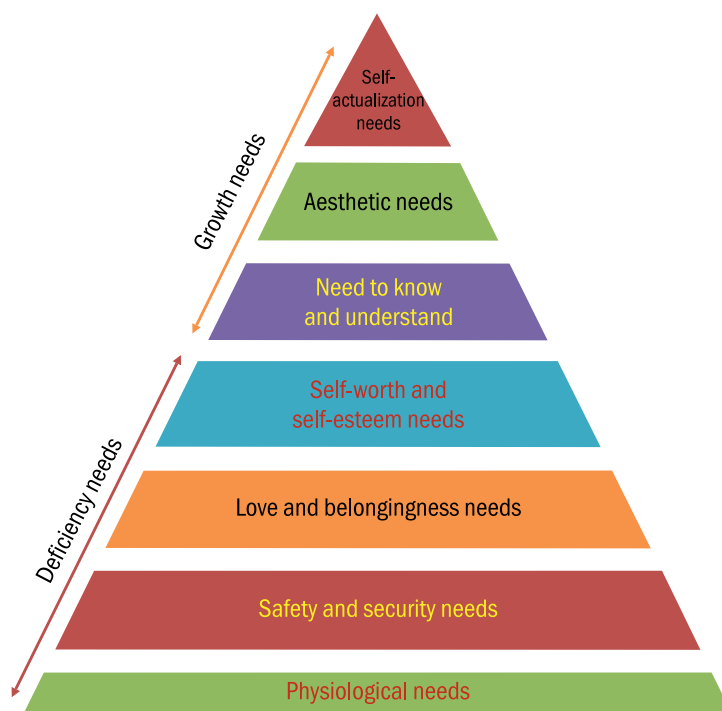 Self-
actualization
needs
Aesthetic needs
Need to know
and understand
Self-worth and
self-esteem needs
Love and belongingness needs
Safety and security needs
Physiological needs
Growth needs
Deficiency needs